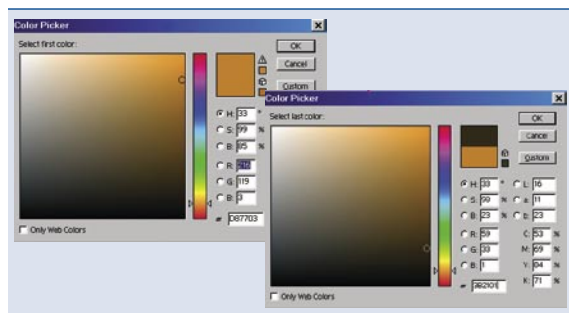 Color Picker
Select first color:
OK
Cancel
Custom
H: 33 °
S: 99 %
B: 85 %
R:
G: 119
B: 3
# D87703
Only Web Colors
Color Picker
Select last color:
OK
Cancel
Custom
H: 33 ° L: 16
S: 99 % a: 11
B: 23 % b: 23
R: 59 C: 53 %
G: 33 M: 69 %
B: 1 Y: 04 %
# 3B2101 K: 71 %
Only Web Colors